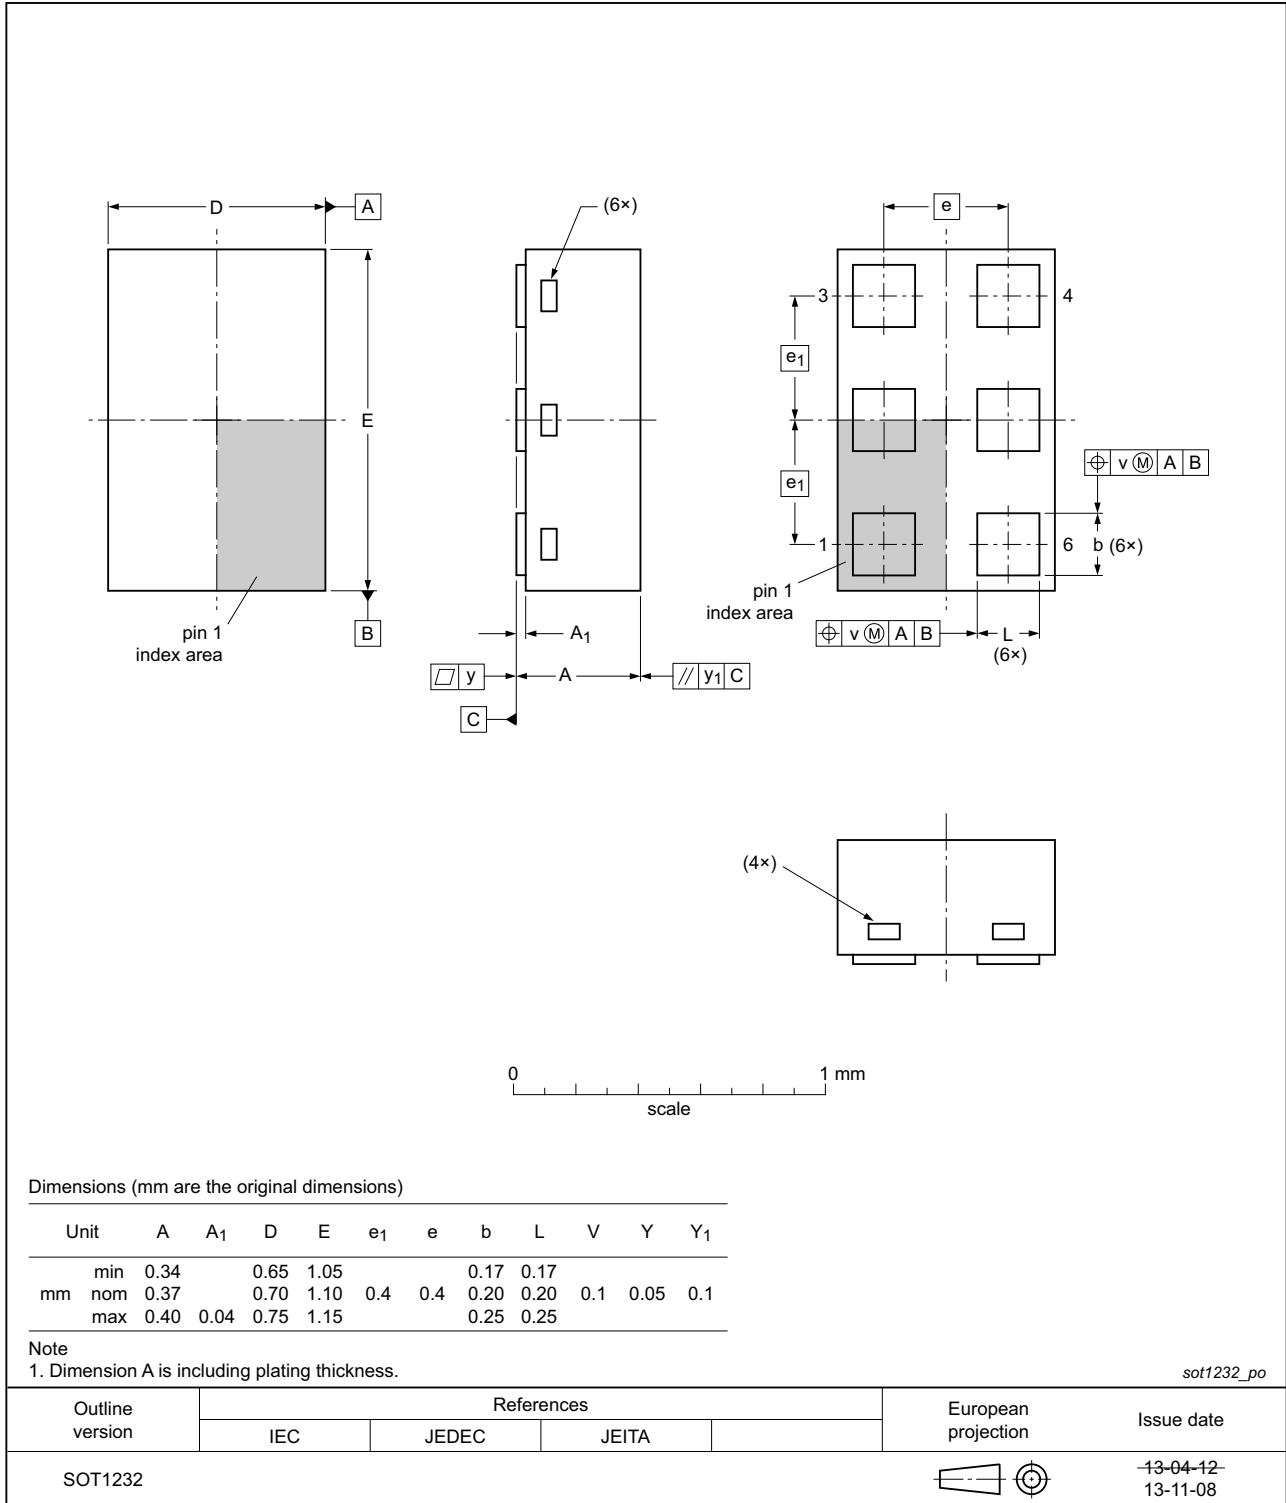 D
A
(6×)
e
3
4
e1
E
e1
v M A B
1
6
b (6×)
pin 1
index area
B
A1
pin 1
index area
v M A B
L
(6×)
y
A
// y1 C
C
(4×)
0
1 mm
scale
Dimensions (mm are the original dimensions)
Unit A A1 D E e1 e b L V Y Y1
min 0.34 0.65 1.05 0.17 0.17
mm nom 0.37 0.70 1.10 0.4 0.4 0.20 0.20 0.1 0.05 0.1
max 0.40 0.04 0.75 1.15 0.25 0.25
Note
1. Dimension A is including plating thickness.
sot1232_po
Outline
version
References
IEC JEDEC JEITA
European
projection
Issue date
SOT1232
13-04-12
13-11-08